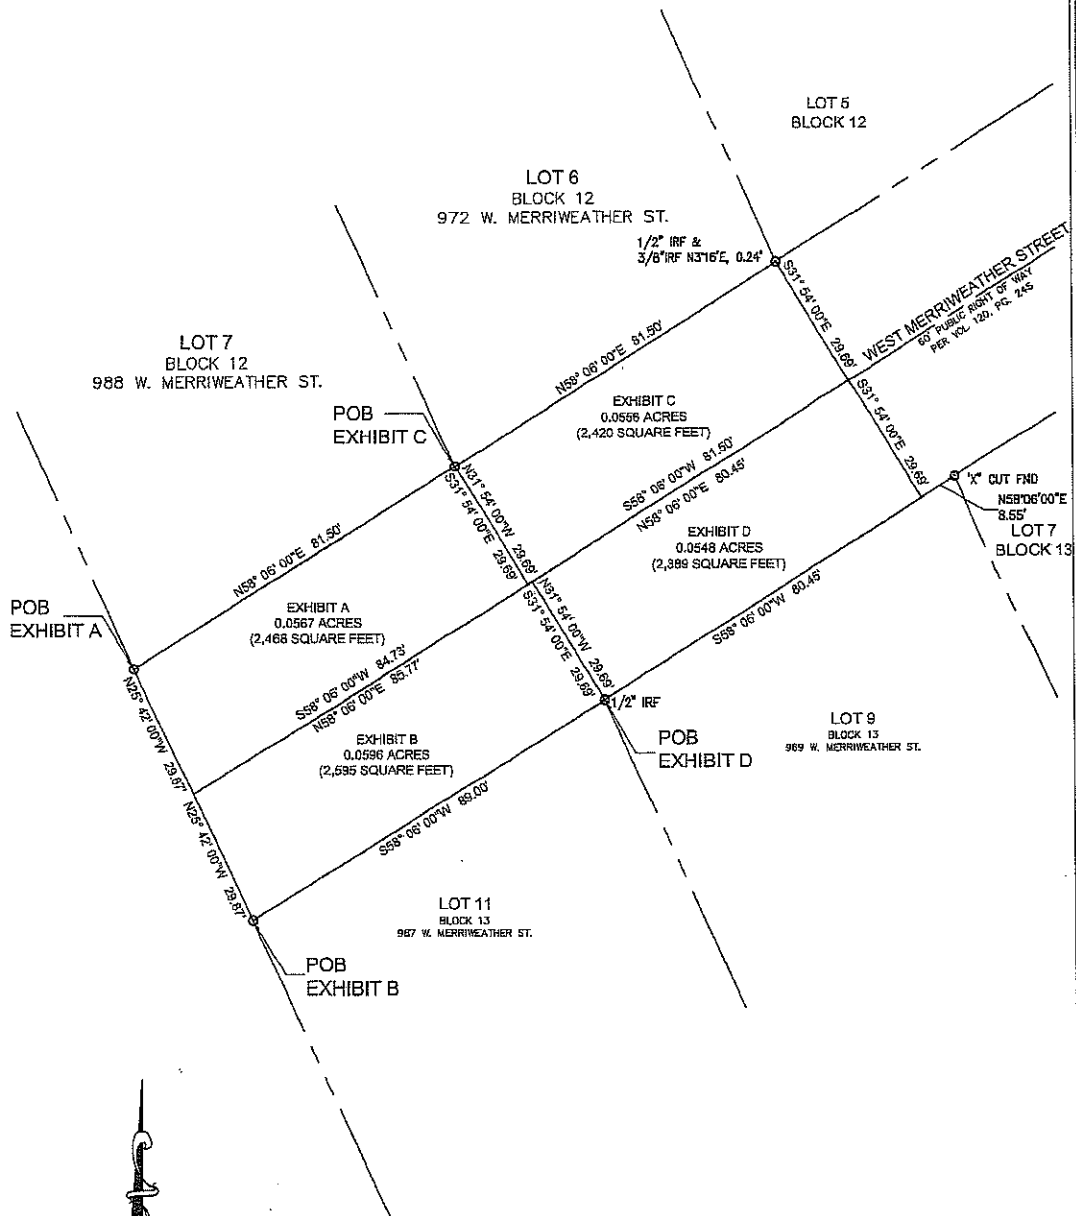 LOT 5
BLOCK 12
LOT 6
BLOCK 12
972 W. MERRIWEATHER ST.
1/2" IRF &
3/8"IRF N3°16'E, 0.24'
S31° 54' 00"E 29.69'
WEST MERRIWEATHER STREET
60' PUBLIC RIGHT OF WAY
PER VOL 120, PG. 245
LOT 7
BLOCK 12
988 W. MERRIWEATHER ST.
N58° 06' 00"E 81.50'
POB
EXHIBIT C
EXHIBIT C
0.0556 ACRES
(2,420 SQUARE FEET)
S31° 54' 00"E 29.69'
"X" CUT FND
N58°06'00"E
8.55'
LOT 7
BLOCK 13
N31° 54' 00"W 29.69'
S31° 54' 00"E 29.69'
S58° 06' 00"W 81.50'
N58° 06' 00"E 80.45'
EXHIBIT D
0.0548 ACRES
(2,389 SQUARE FEET)
N58° 06' 00"E 81.50'
POB
EXHIBIT A
EXHIBIT A
0.0567 ACRES
(2,468 SQUARE FEET)
N31° 54' 00"W 29.69'
S31° 54' 00"E 29.69'
S58° 06' 00"W 80.45'
1/2" IRF
S58° 06' 00"W 84.73'
N58° 06' 00"E 85.77'
N25° 42' 00"W 29.87'
POB
EXHIBIT D
LOT 9
BLOCK 13
969 W. MERRIWEATHER ST.
EXHIBIT B
0.0596 ACRES
(2,595 SQUARE FEET)
N25° 42' 00"W 29.87'
S58° 06' 00"W 89.00'
LOT 11
BLOCK 13
987 W. MERRIWEATHER ST.
POB
EXHIBIT B